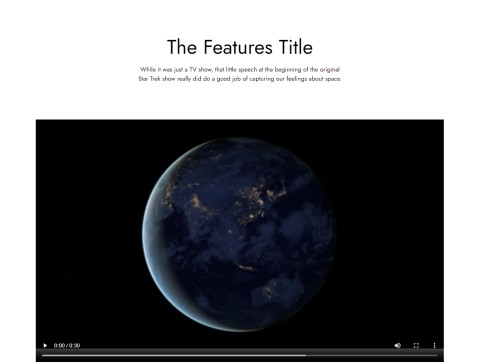 The Features Title
While it was just a TV show, that little speech at the beginning of the original
Star Trek show really did do a good job of capturing our feelings about space.
0:00 / 0:30